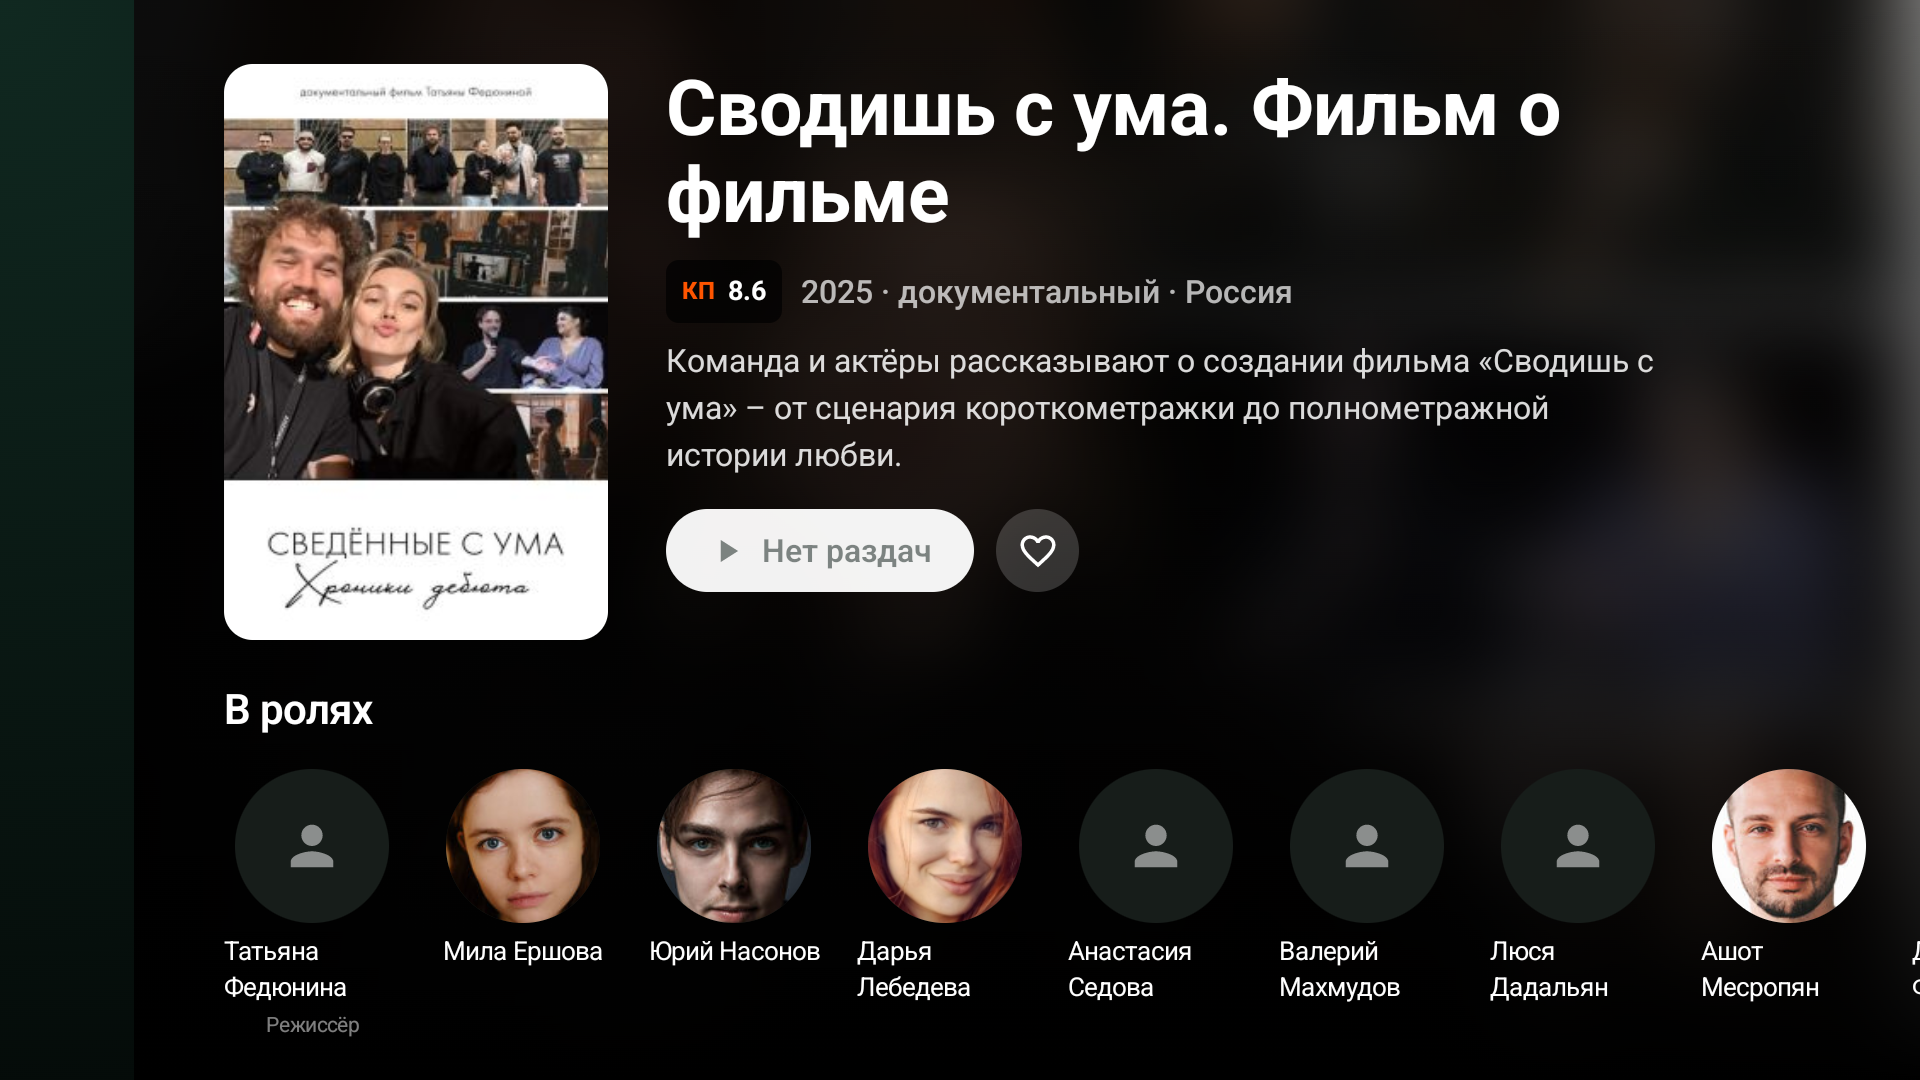 документальный фильм Татьяны Федюниной
СВЕДЁННЫЕ С УМА
Хроники дебюта
Сводишь с ума. Фильм о
фильме
КП 8.6 2025 · документальный · Россия
Команда и актёры рассказывают о создании фильма «Сводишь с
ума» – от сценария короткометражки до полнометражной
истории любви.
Нет раздач
В ролях
Татьяна
Федюнина
Режиссёр
Мила Ершова
Юрий Насонов
Дарья
Лебедева
Анастасия
Седова
Валерий
Махмудов
Люся
Дадальян
Ашот
Месропян